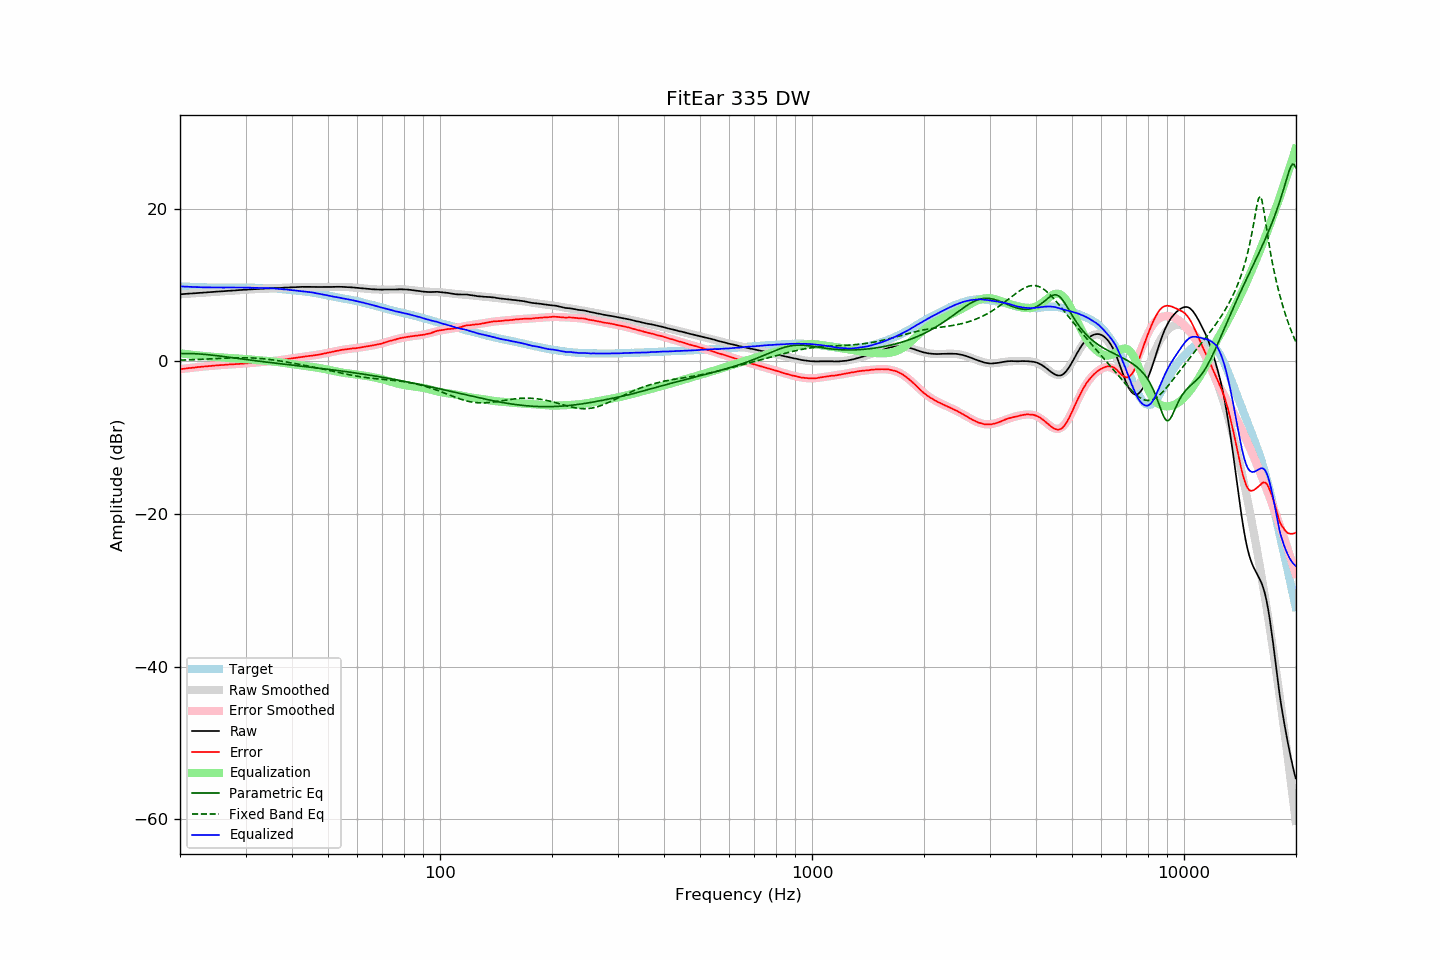 FitEar 335 DW
20
0
−20
−40
−60
Amplitude (dBr)
Target
Raw Smoothed
Error Smoothed
Raw
Error
Equalization
Parametric Eq
Fixed Band Eq
Equalized
100
1000
10000
Frequency (Hz)